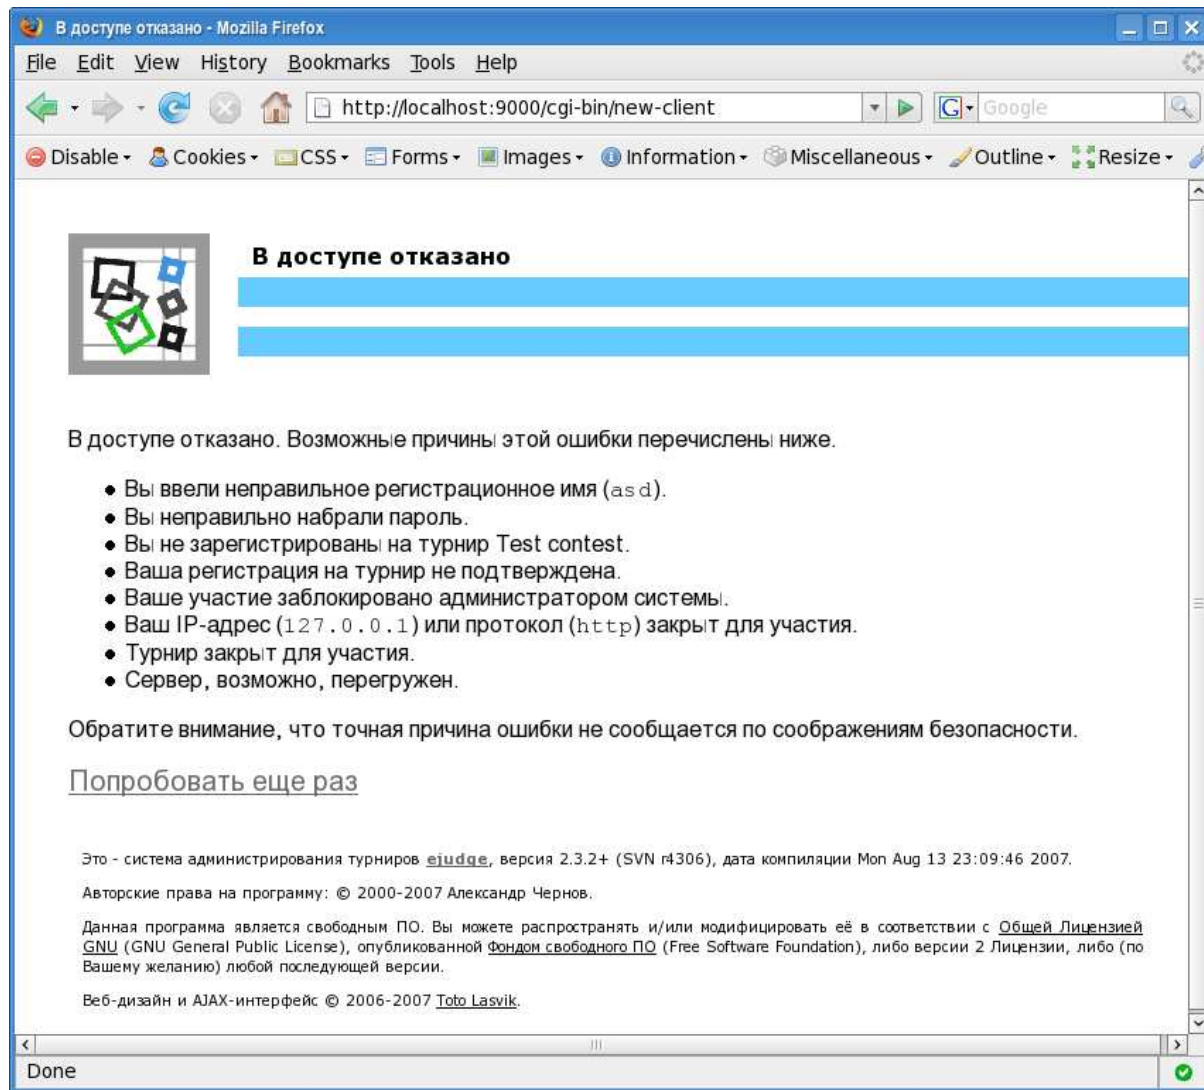 В доступе отказано - Mozilla Firefox
File Edit View History Bookmarks Tools Help
http://localhost:9000/cgi-bin/new-client G Google
Disable Cookies CSS Forms Images Information Miscellaneous Outline Resize
В доступе отказано
В доступе отказано. Возможные причины этой ошибки перечислены ниже.
• Вы ввели неправильное регистрационное имя (asd).
• Вы неправильно набрали пароль.
• Вы не зарегистрированы на турнир Test contest.
• Ваша регистрация на турнир не подтверждена.
• Ваше участие заблокировано администратором системы.
• Ваш IP-адрес (127.0.0.1) или протокол (http) закрыт для участия.
• Турнир закрыт для участия.
• Сервер, возможно, перегружен.
Обратите внимание, что точная причина ошибки не сообщается по соображениям безопасности.
Попробовать еще раз
Это - система администрирования турниров ejudge, версия 2.3.2+ (SVN r4306), дата компиляции Mon Aug 13 23:09:46 2007.
Авторские права на программу: © 2000-2007 Александр Чернов.
Данная программа является свободным ПО. Вы можете распространять и/или модифицировать её в соответствии с Общей Лицензией
GNU (GNU General Public License), опубликованной Фондом свободного ПО (Free Software Foundation), либо версии 2 Лицензии, либо (по
Вашему желанию) любой последующей версии.
Веб-дизайн и AJAX-интерфейс © 2006-2007 Toto Lasvik.
Done